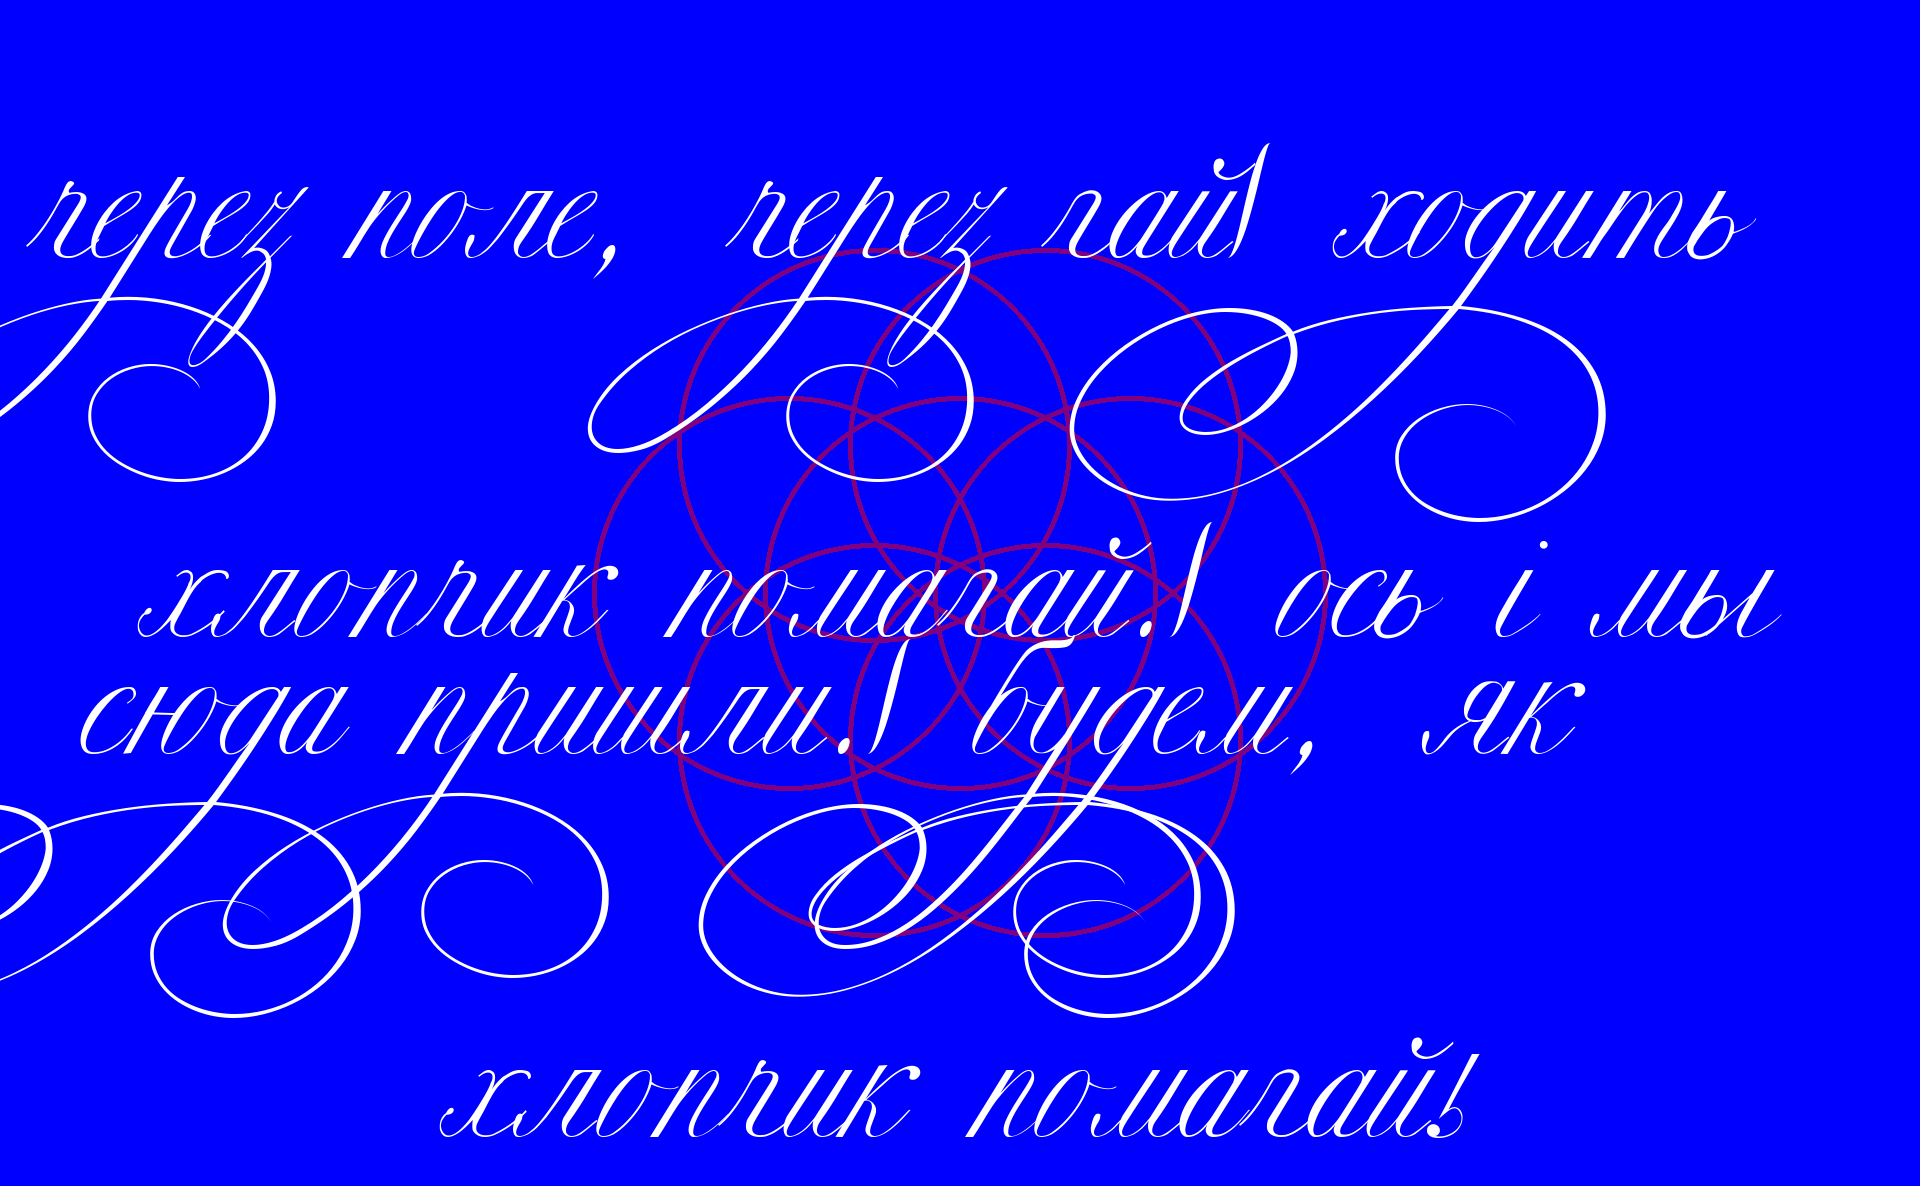 через поле, через гай/ ходить
хлопчик помагай./ ось і мы
сюда пришли./ будем, як
хлопчик помагай!